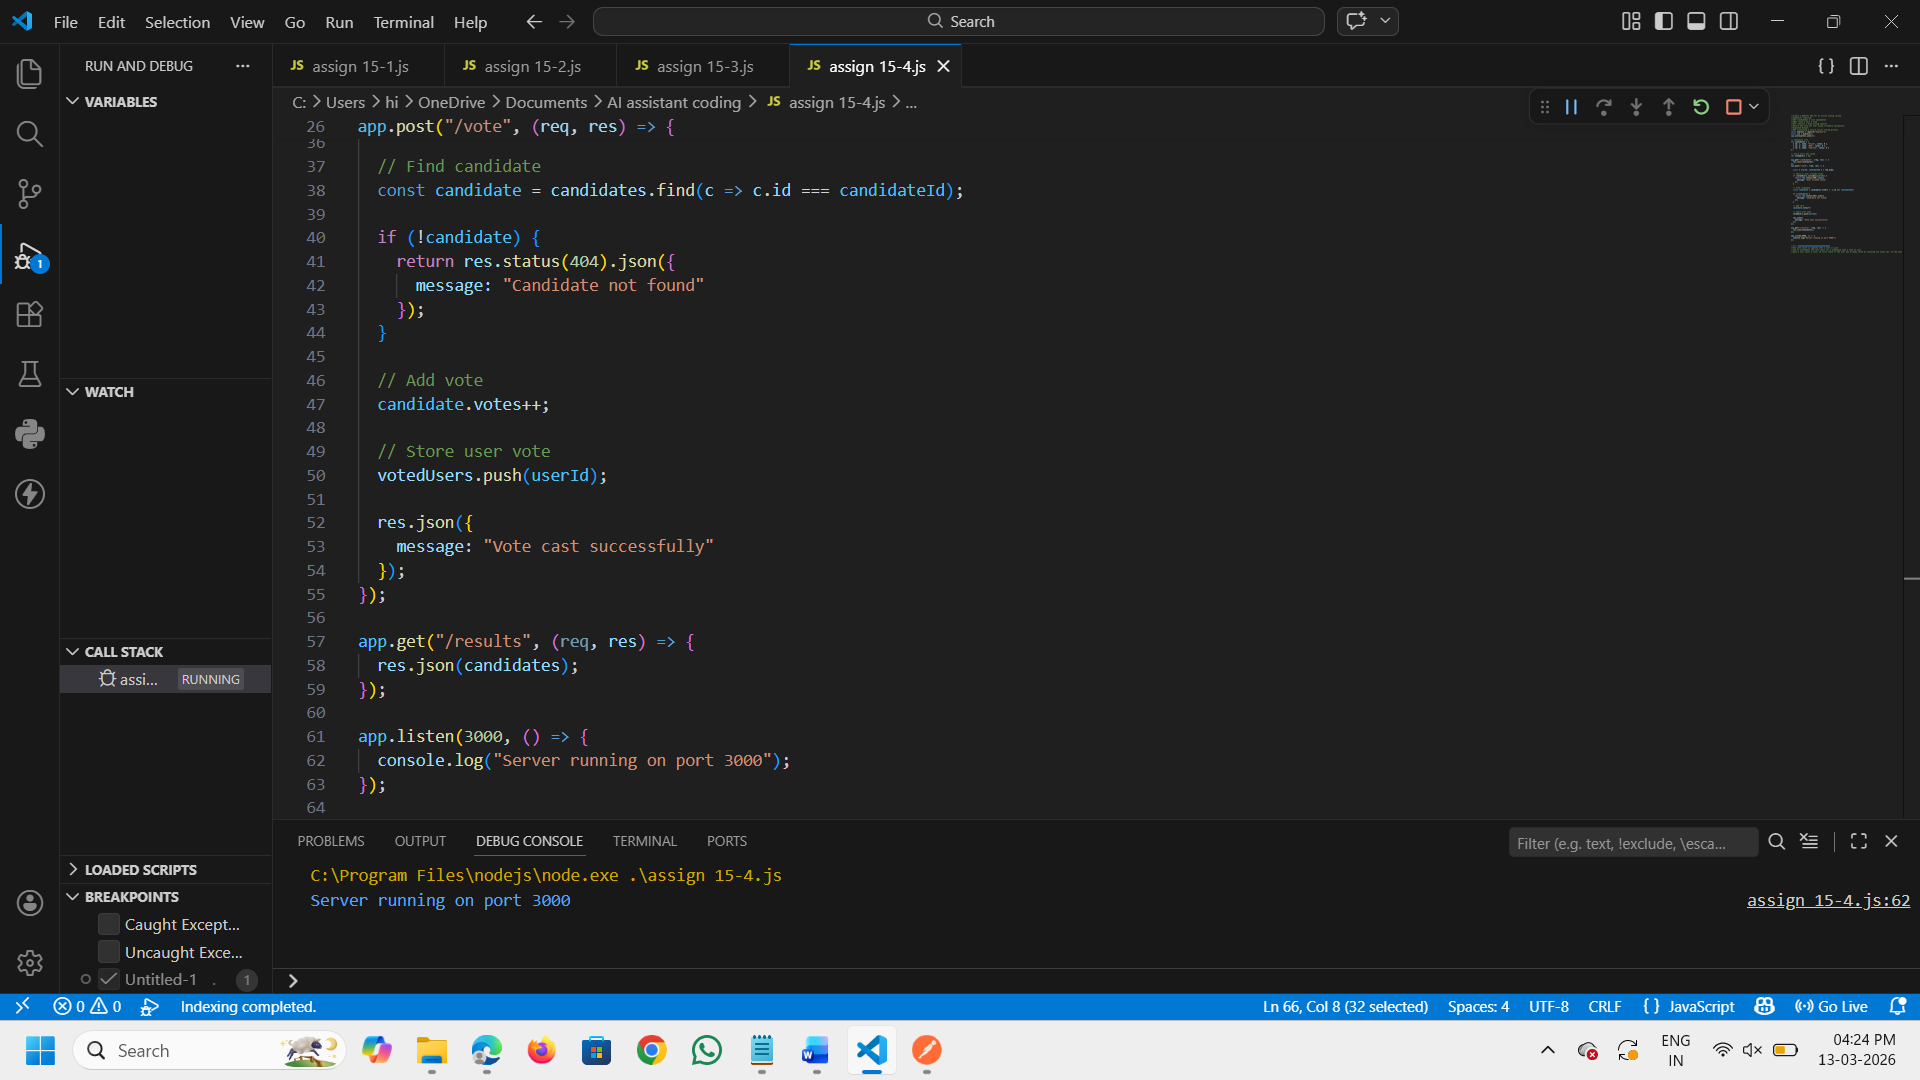 File Edit Selection View Go Run Terminal Help
Search
RUN AND DEBUG
JS assign 15-1.js
JS assign 15-2.js
JS assign 15-3.js
JS assign 15-4.js
C: > Users > hi > OneDrive > Documents > AI assistant coding > JS assign 15-4.js > ...
VARIABLES
WATCH
CALL STACK
assi... RUNNING
LOADED SCRIPTS
BREAKPOINTS
Caught Except...
Uncaught Exce...
Untitled-1 . 1
1
26 app.post("/vote", (req, res) => {
36
37 // Find candidate
38 const candidate = candidates.find(c => c.id === candidateId);
39
40 if (!candidate) {
41 return res.status(404).json({
42 message: "Candidate not found"
43 });
44 }
45
46 // Add vote
47 candidate.votes++;
48
49 // Store user vote
50 votedUsers.push(userId);
51
52 res.json({
53 message: "Vote cast successfully"
54 });
55 });
56
57 app.get("/results", (req, res) => {
58 res.json(candidates);
59 });
60
61 app.listen(3000, () => {
62 console.log("Server running on port 3000");
63 });
64
PROBLEMS OUTPUT DEBUG CONSOLE TERMINAL PORTS
Filter (e.g. text, !exclude, \esca...
C:\Program Files\nodejs\node.exe .\assign 15-4.js
Server running on port 3000
assign 15-4.js:62
0 0 Indexing completed.
Ln 66, Col 8 (32 selected) Spaces: 4 UTF-8 CRLF { } JavaScript Go Live
Search
ENG
IN
04:24 PM
13-03-2026